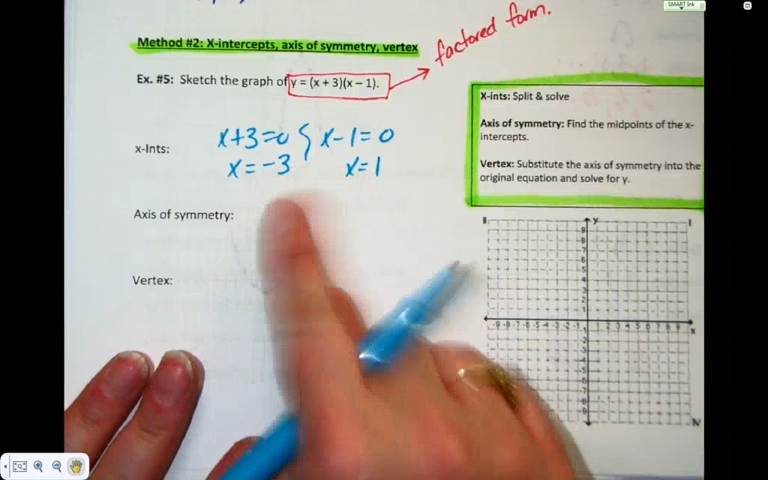 SMART Ink
factored form.
Method #2: X-intercepts, axis of symmetry, vertex
Ex. #5: Sketch the graph of y = (x + 3)(x – 1).
x-Ints:
x+3=0 { x-1=0
x=-3 x=1
Axis of symmetry:
Vertex:
X-ints: Split & solve
Axis of symmetry: Find the midpoints of the x-
intercepts.
Vertex: Substitute the axis of symmetry into the
original equation and solve for y.
y
x